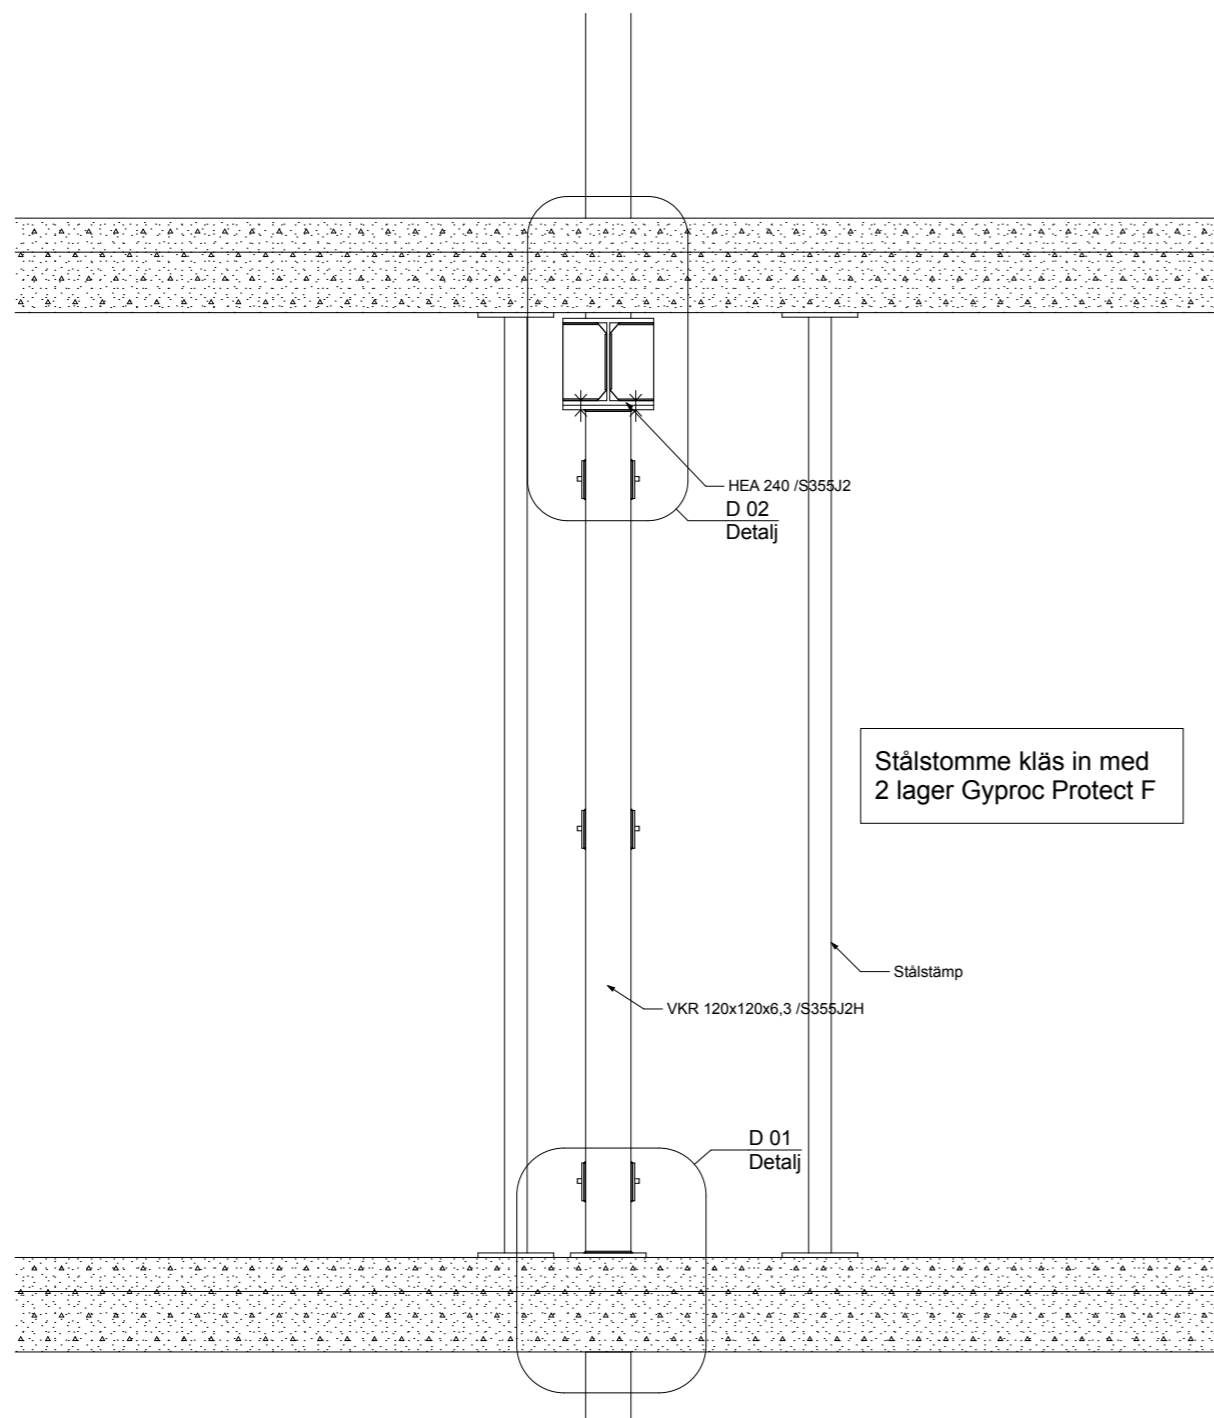 HEA 240 /S355J2
D 02
Detalj
Stålstomme kläs in med
2 lager Gyproc Protect F
Stålstämp
VKR 120x120x6,3 /S355J2H
D 01
Detalj